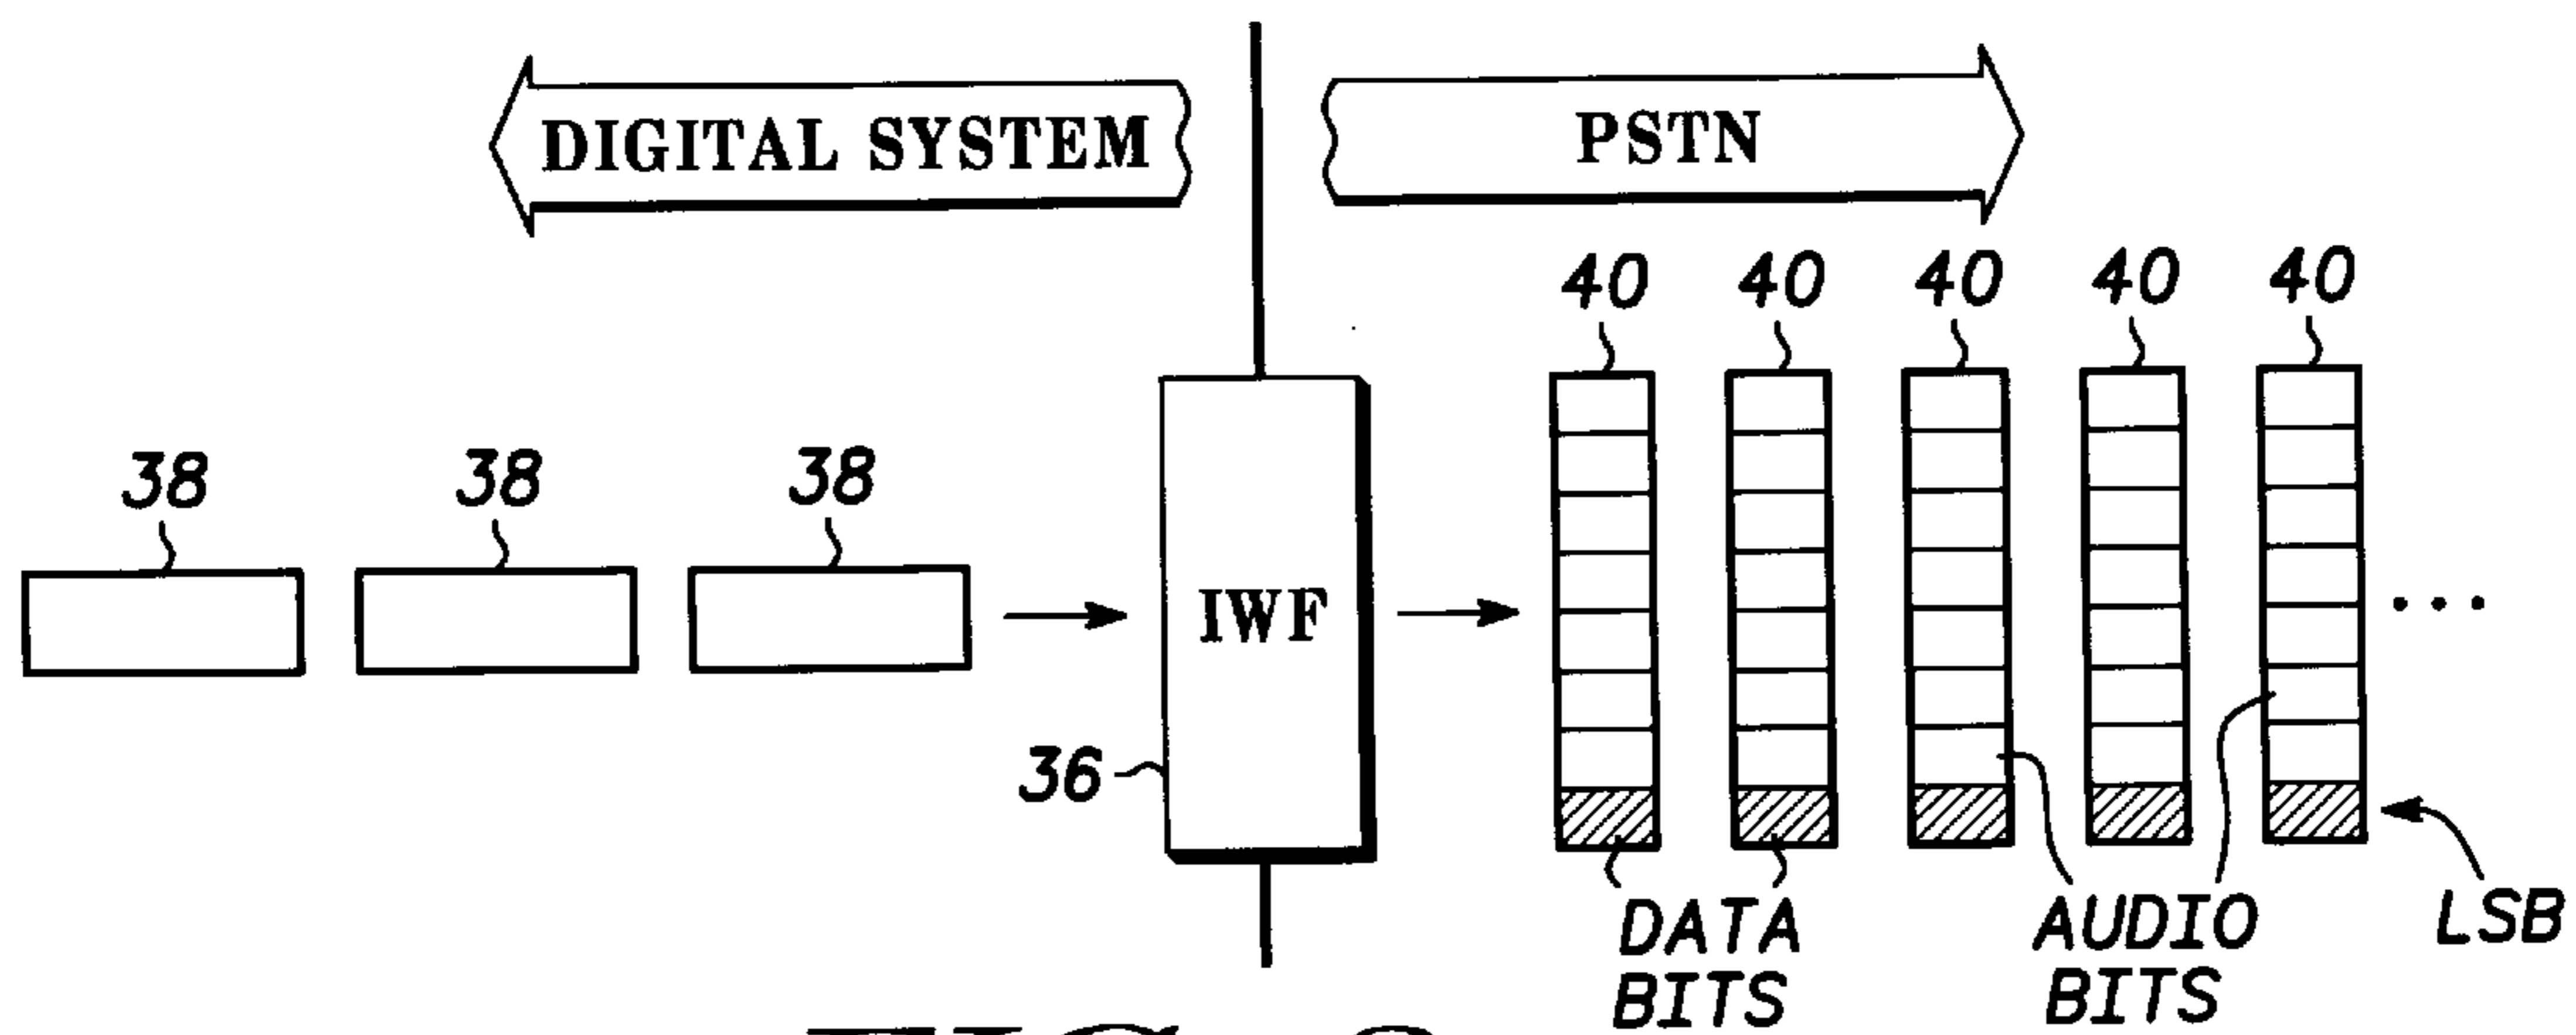 DIGITAL SYSTEM
PSTN
40 40 40 40 40
38 38 38
IWF
36
DATA BITS
AUDIO BITS
LSB